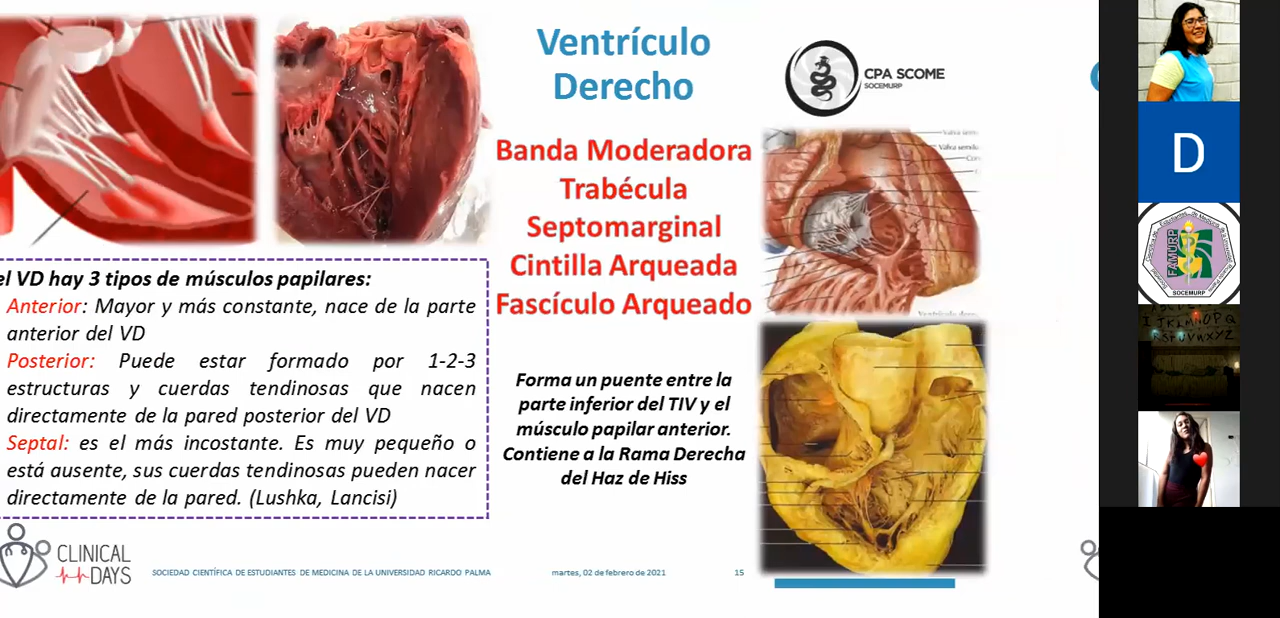 Ventrículo
Derecho
CPA SCOME
SOCEMURP
Banda Moderadora
Trabécula
Septomarginal
Cintilla Arqueada
Fascículo Arqueado
Forma un puente entre la
parte inferior del TIV y el
músculo papilar anterior.
Contiene a la Rama Derecha
del Haz de Hiss
el VD hay 3 tipos de músculos papilares:
Anterior: Mayor y más constante, nace de la parte
anterior del VD
Posterior: Puede estar formado por 1-2-3
estructuras y cuerdas tendinosas que nacen
directamente de la pared posterior del VD
Septal: es el más incostante. Es muy pequeño o
está ausente, sus cuerdas tendinosas pueden nacer
directamente de la pared. (Lushka, Lancisi)
CLINICAL
DAYS
SOCIEDAD CIENTÍFICA DE ESTUDIANTES DE MEDICINA DE LA UNIVERSIDAD RICARDO PALMA
martes, 02 de febrero de 2021
15
D
FAMURP
SOCEMURP